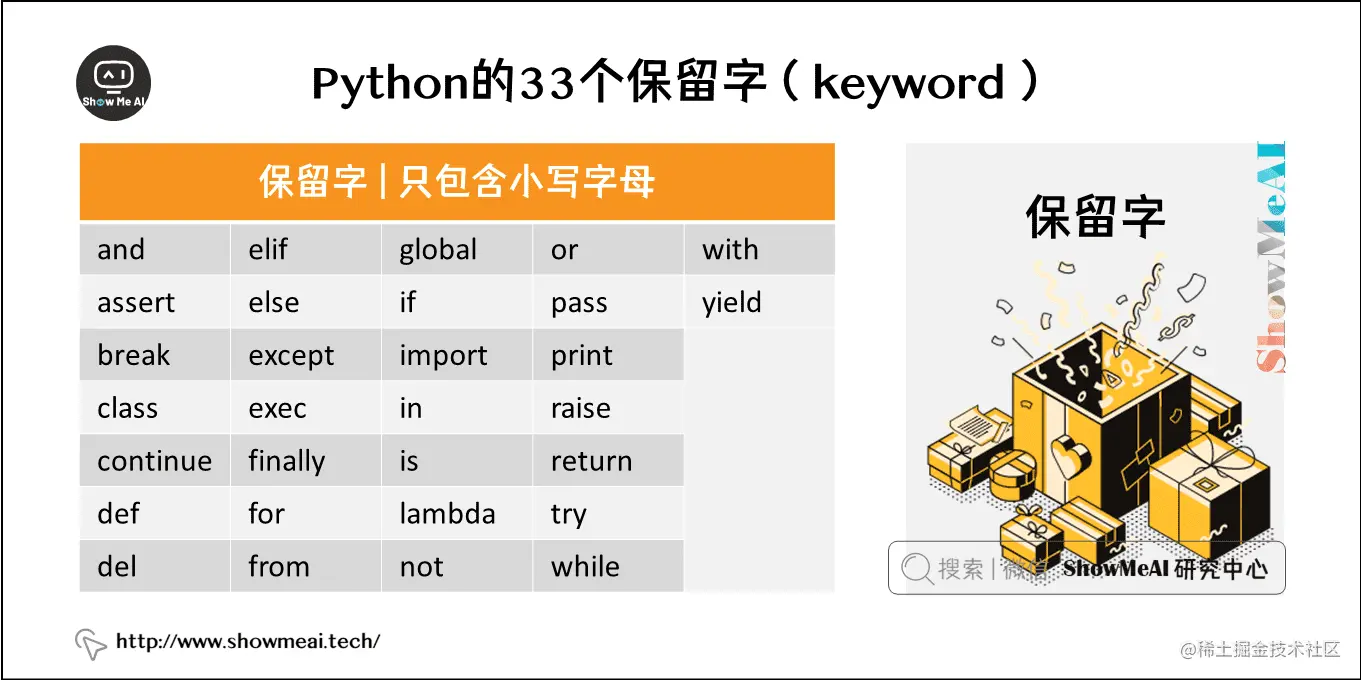 Show Me AI
Python的33个保留字（keyword）
保留字 | 只包含小写字母
and elif global or with
assert else if pass yield
break except import print
class exec in raise
continue finally is return
def for lambda try
del from not while
保留字
ShowMeAI
搜索 | 微信 ShowMeAI 研究中心
http://www.showmeai.tech/
@稀土掘金技术社区